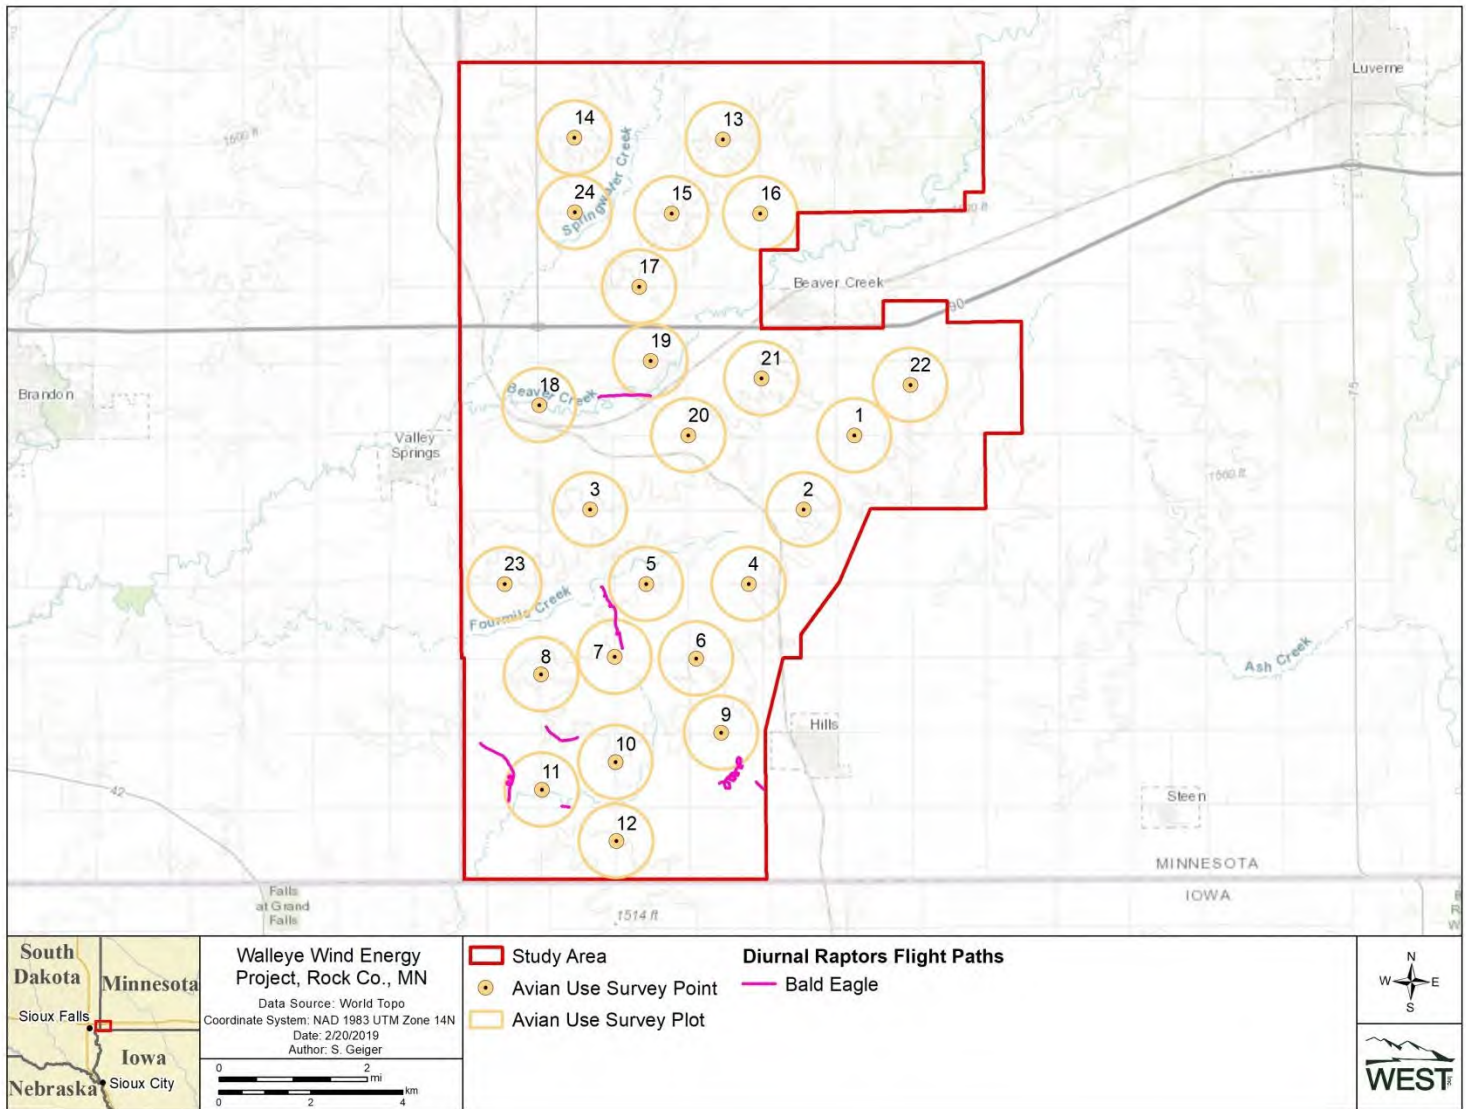 Luverne
1500 ft
14
13
Springwater Creek
24
15
16
1500 ft
17
Beaver Creek
90
19
21
22
18
Beaver Creek
Brandon
20
1
Valley
Springs
75
3
2
1500 ft
23
5
4
Fourmile Creek
8
7
6
Ash Creek
9
Hills
10
11
42
Steen
12
MINNESOTA
IOWA
Falls
at Grand
Falls
1514 ft
South
Dakota
Minnesota
Sioux Falls
Iowa
Nebraska
Sioux City
Walleye Wind Energy
Project, Rock Co., MN
Data Source: World Topo
Coordinate System: NAD 1983 UTM Zone 14N
Date: 2/20/2019
Author: S. Geiger
0 2
mi
km
0 2 4
Study Area
Avian Use Survey Point
Avian Use Survey Plot
Diurnal Raptors Flight Paths
Bald Eagle
N
W E
S
WEST Inc.